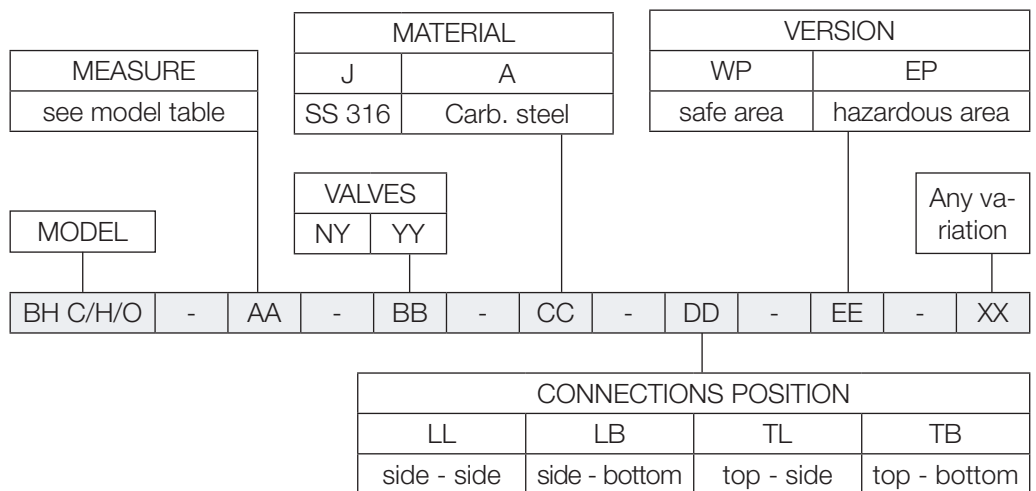 MATERIAL
VERSION
MEASURE
J A
WP EP
see model table
SS 316 Carb. steel
safe area hazardous area
VALVES
Any va-
riation
MODEL
NY YY
BH C/H/O - AA - BB - CC - DD - EE - XX
CONNECTIONS POSITION
LL LB TL TB
side - side side - bottom top - side top - bottom